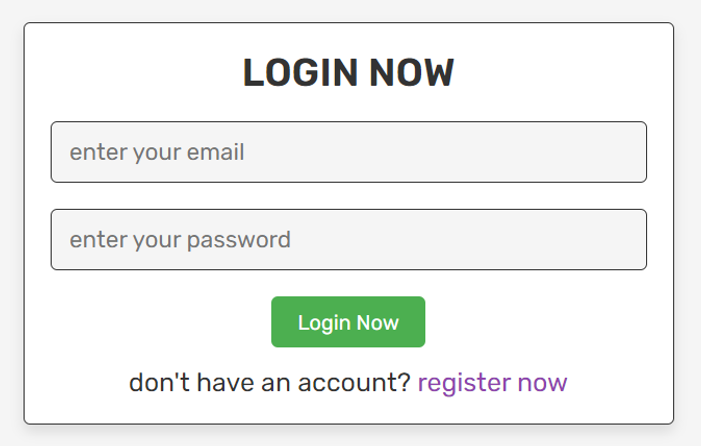 LOGIN NOW
enter your email
enter your password
Login Now
don't have an account? register now